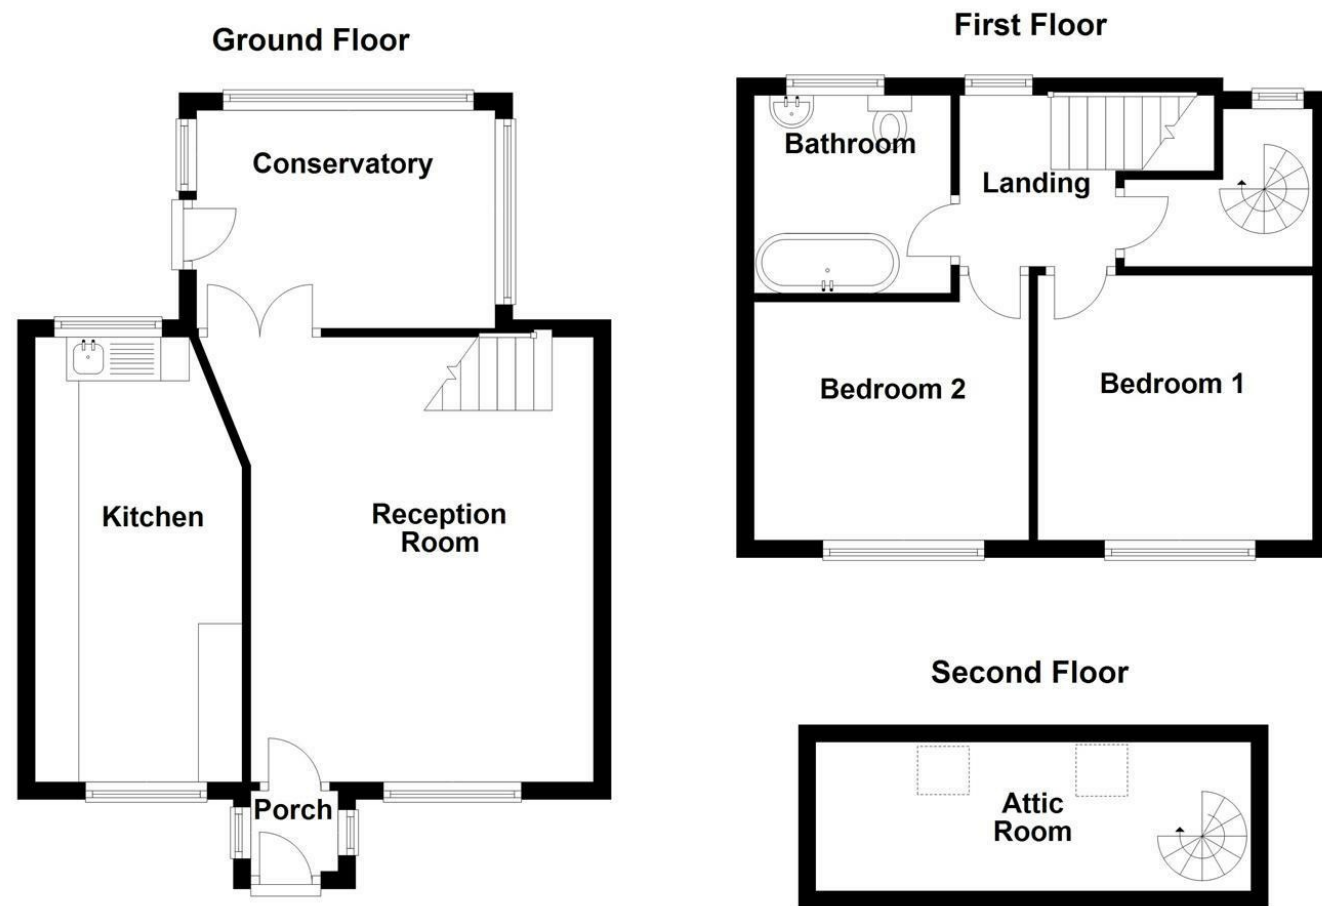 Ground Floor
Conservatory
Kitchen
Reception
Room
Porch
First Floor
Bathroom
Landing
Bedroom 2
Bedroom 1
Second Floor
Attic
Room